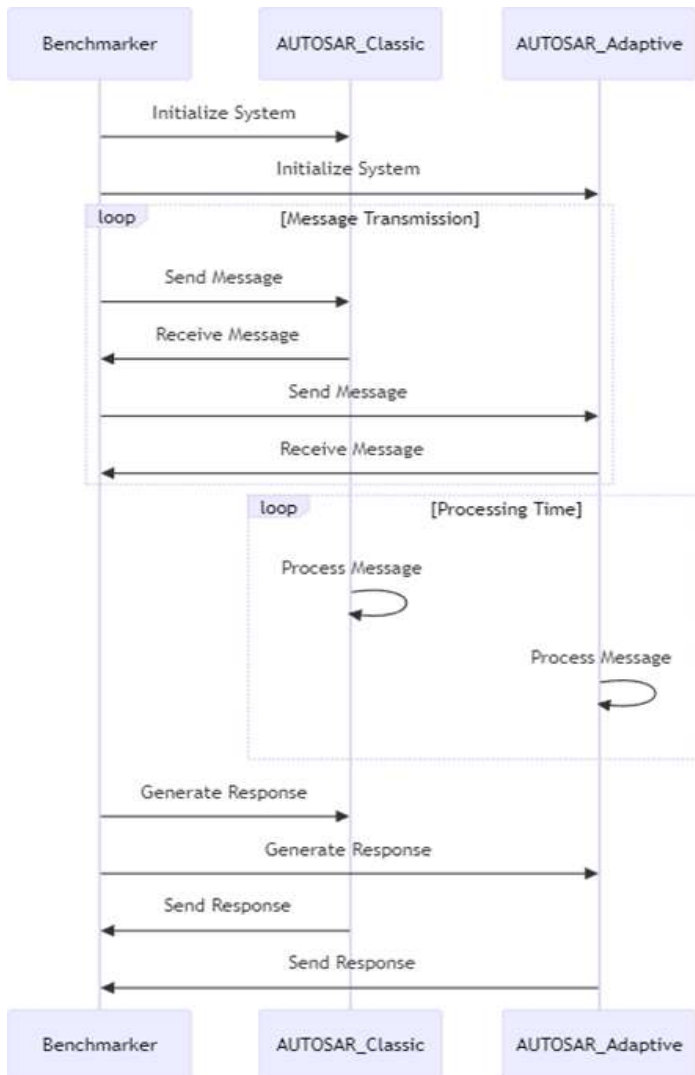 Benchmarker AUTOSAR_Classic AUTOSAR_Adaptive
Initialize System
Initialize System
loop [Message Transmission]
Send Message
Receive Message
Send Message
Receive Message
loop [Processing Time]
Process Message
Process Message
Generate Response
Generate Response
Send Response
Send Response
Benchmarker AUTOSAR_Classic AUTOSAR_Adaptive